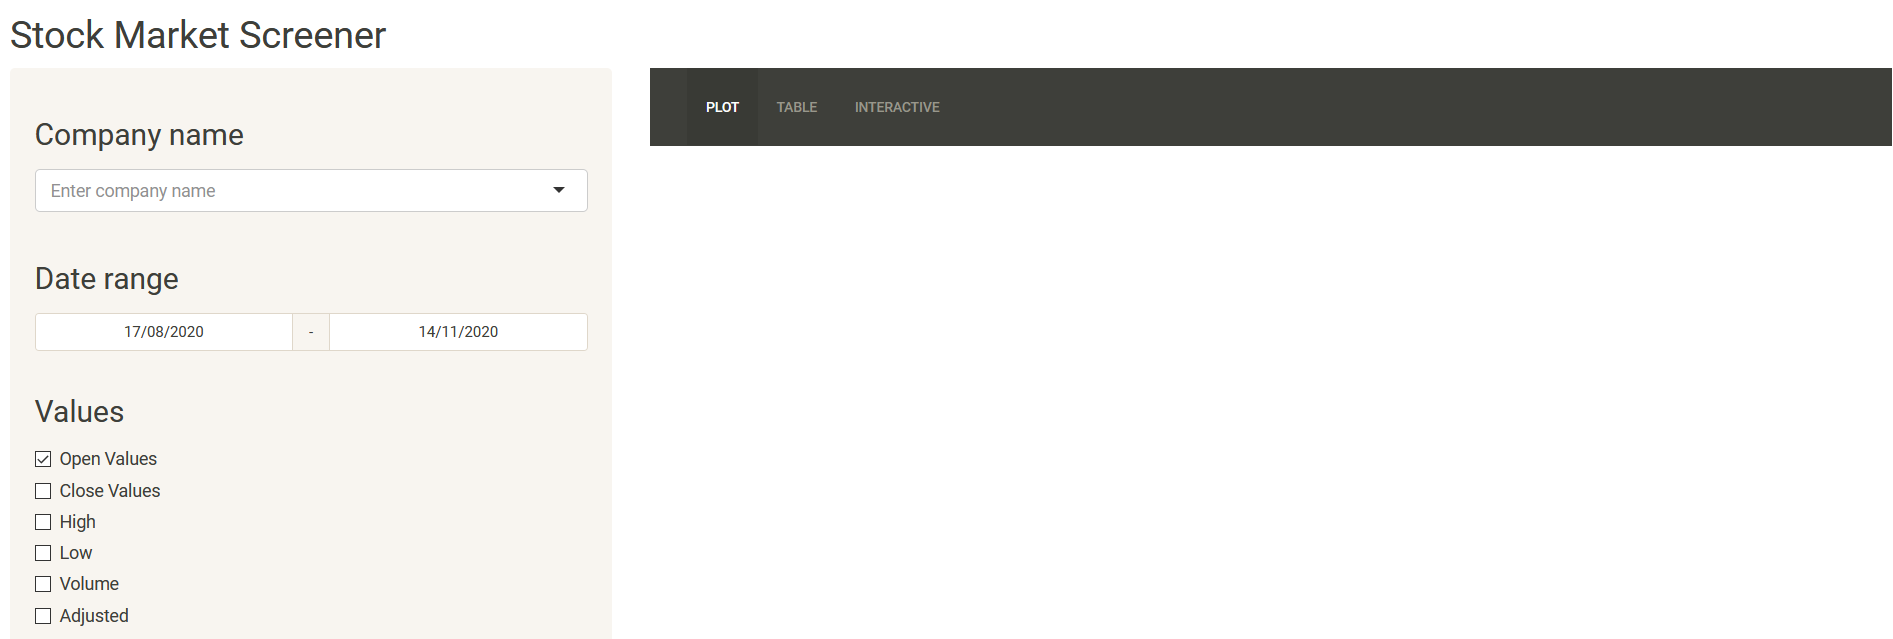 Stock Market Screener
Company name
Enter company name
Date range
17/08/2020 - 14/11/2020
Values
Open Values
Close Values
High
Low
Volume
Adjusted
PLOT TABLE INTERACTIVE